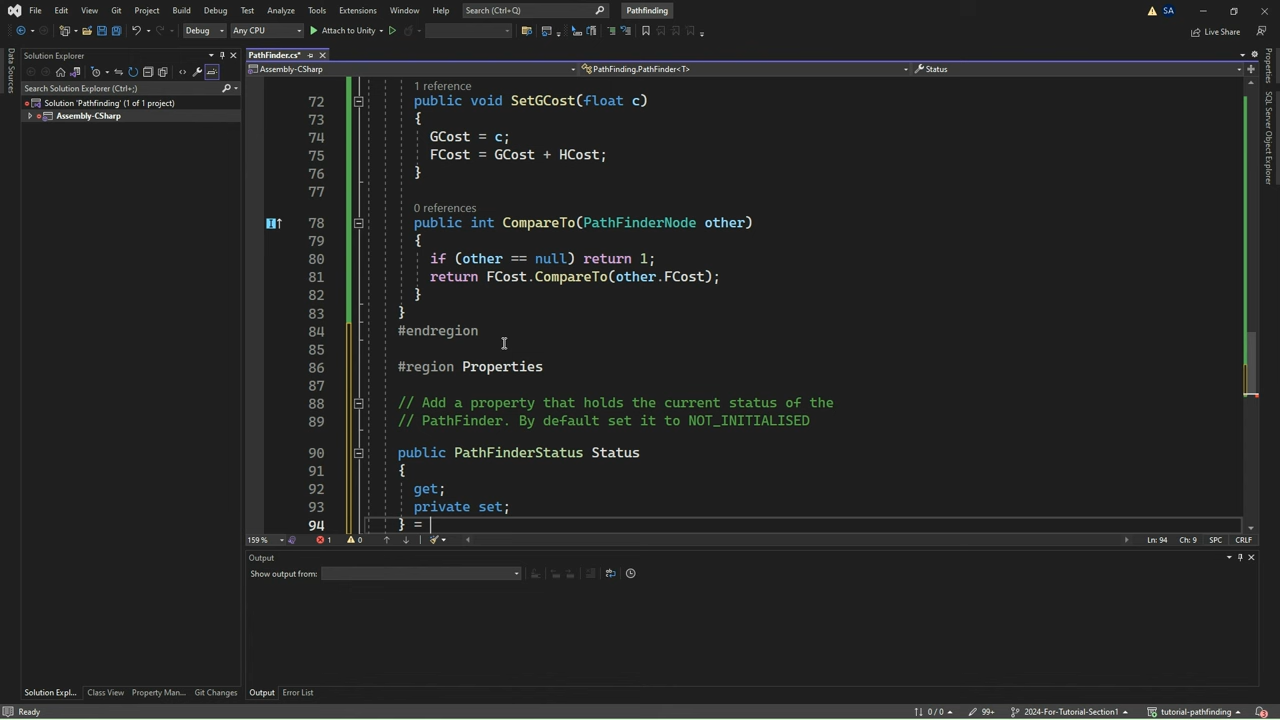 File Edit View Git Project Build Debug Test Analyze Tools Extensions Window Help Search (Ctrl+Q) Pathfinding SA
Debug Any CPU Attach to Unity Live Share
Data Sources
Solution Explorer
Search Solution Explorer (Ctrl+;)
Solution 'Pathfinding' (1 of 1 project)
Assembly-CSharp
PathFinder.cs*
Assembly-CSharp PathFinding.PathFinder<T> Status
1 reference
72 public void SetGCost(float c)
73 {
74 GCost = c;
75 FCost = GCost + HCost;
76 }
77
0 references
78 public int CompareTo(PathFinderNode other)
79 {
80 if (other == null) return 1;
81 return FCost.CompareTo(other.FCost);
82 }
83 }
84 #endregion
85
86 #region Properties
87
88 // Add a property that holds the current status of the
89 // PathFinder. By default set it to NOT_INITIALISED
90 public PathFinderStatus Status
91 {
92 get;
93 private set;
94 } =
159 % 1 0 Ln: 94 Ch: 9 SPC CRLF
Output
Show output from:
Properties
SQL Server Object Explorer
Solution Expl... Class View Property Man... Git Changes Output Error List
Ready 0 / 0 99+ 2024-For-Tutorial-Section1 tutorial-pathfinding 3